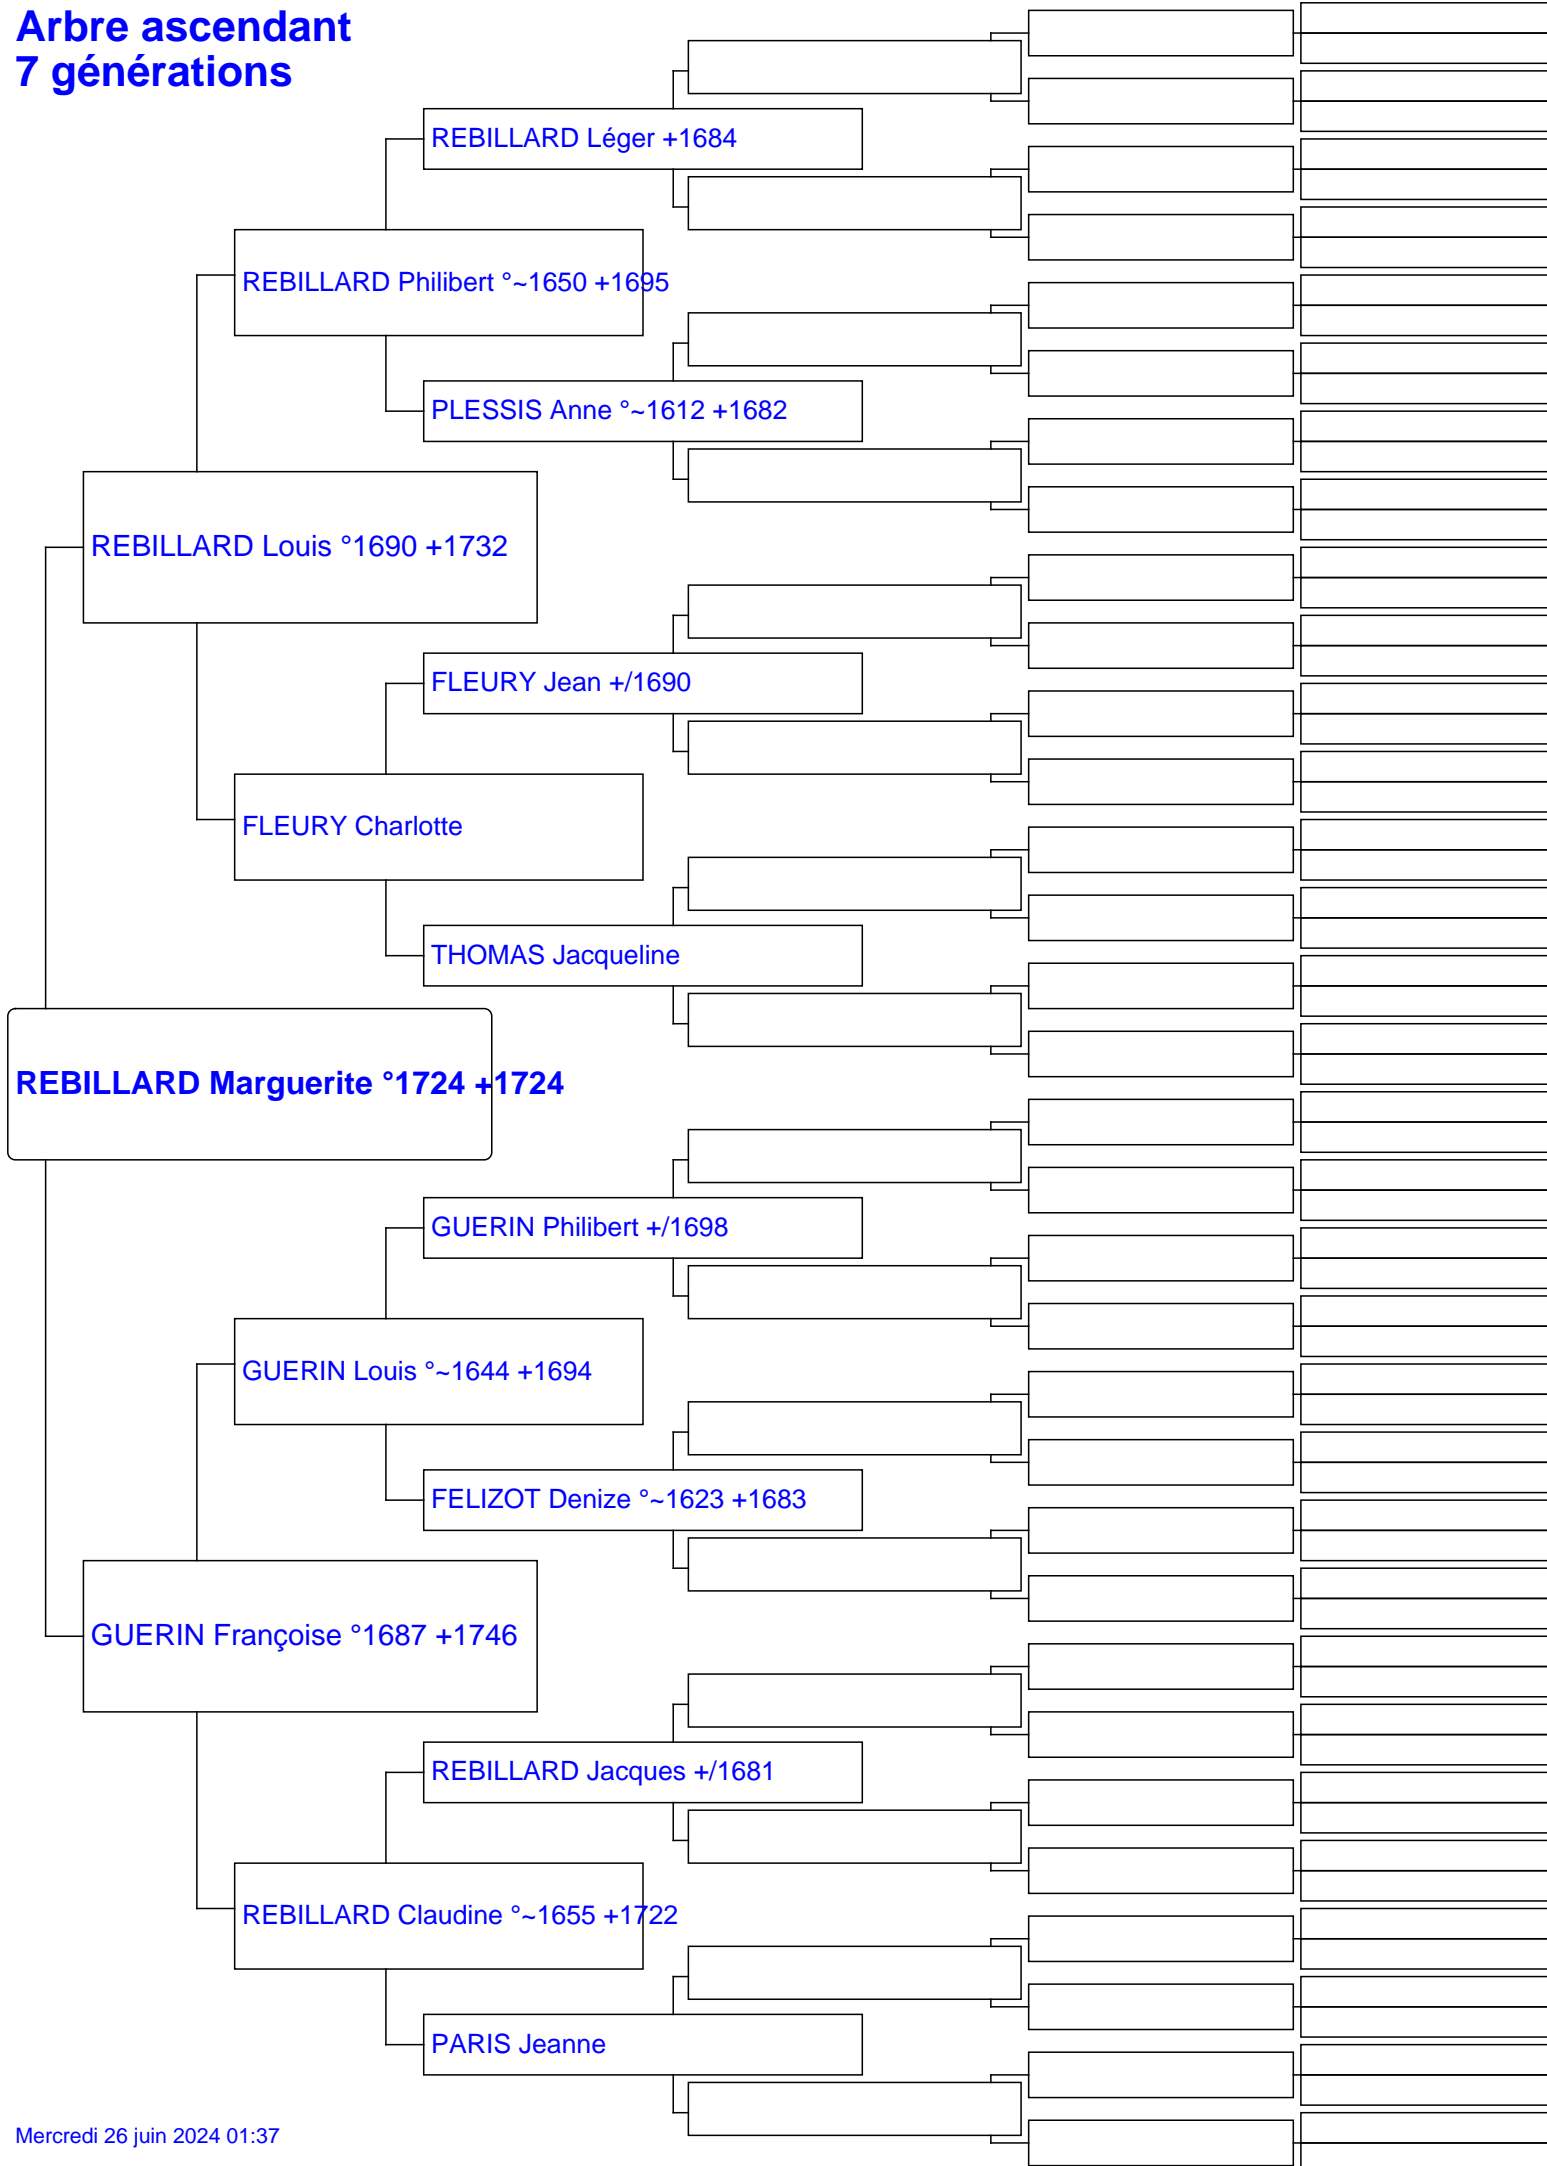 Arbre ascendant
7 générations
REBILLARD Léger +1684
REBILLARD Philibert °~1650 +1695
PLESSIS Anne °~1612 +1682
REBILLARD Louis °1690 +1732
FLEURY Jean +/1690
FLEURY Charlotte
THOMAS Jacqueline
REBILLARD Marguerite °1724 +1724
GUERIN Philibert +/1698
GUERIN Louis °~1644 +1694
FELIZOT Denize °~1623 +1683
GUERIN Françoise °1687 +1746
REBILLARD Jacques +/1681
REBILLARD Claudine °~1655 +1722
PARIS Jeanne
Mercredi 26 juin 2024 01:37